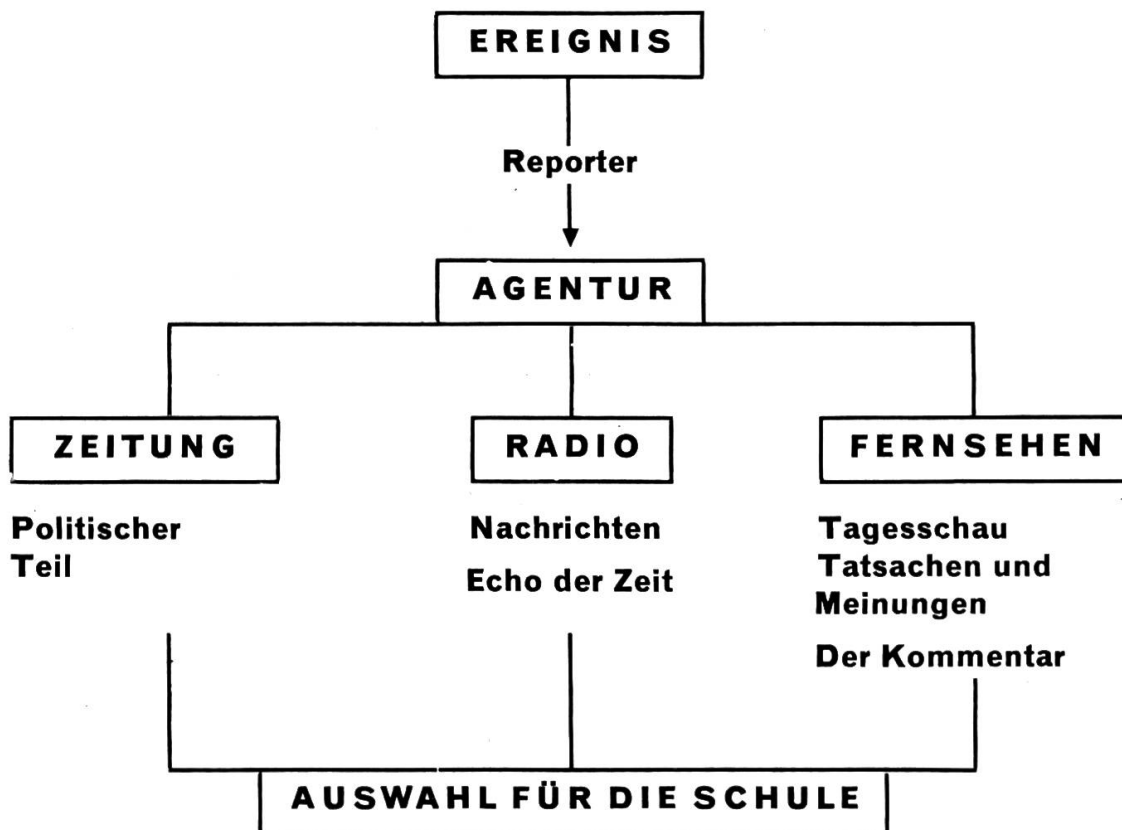 EREIGNIS
Reporter
AGENTUR
ZEITUNG
Politischer
Teil
RADIO
Nachrichten
Echo der Zeit
FERNSEHEN
Tagesschau
Tatsachen und
Meinungen
Der Kommentar
AUSWAHL FÜR DIE SCHULE